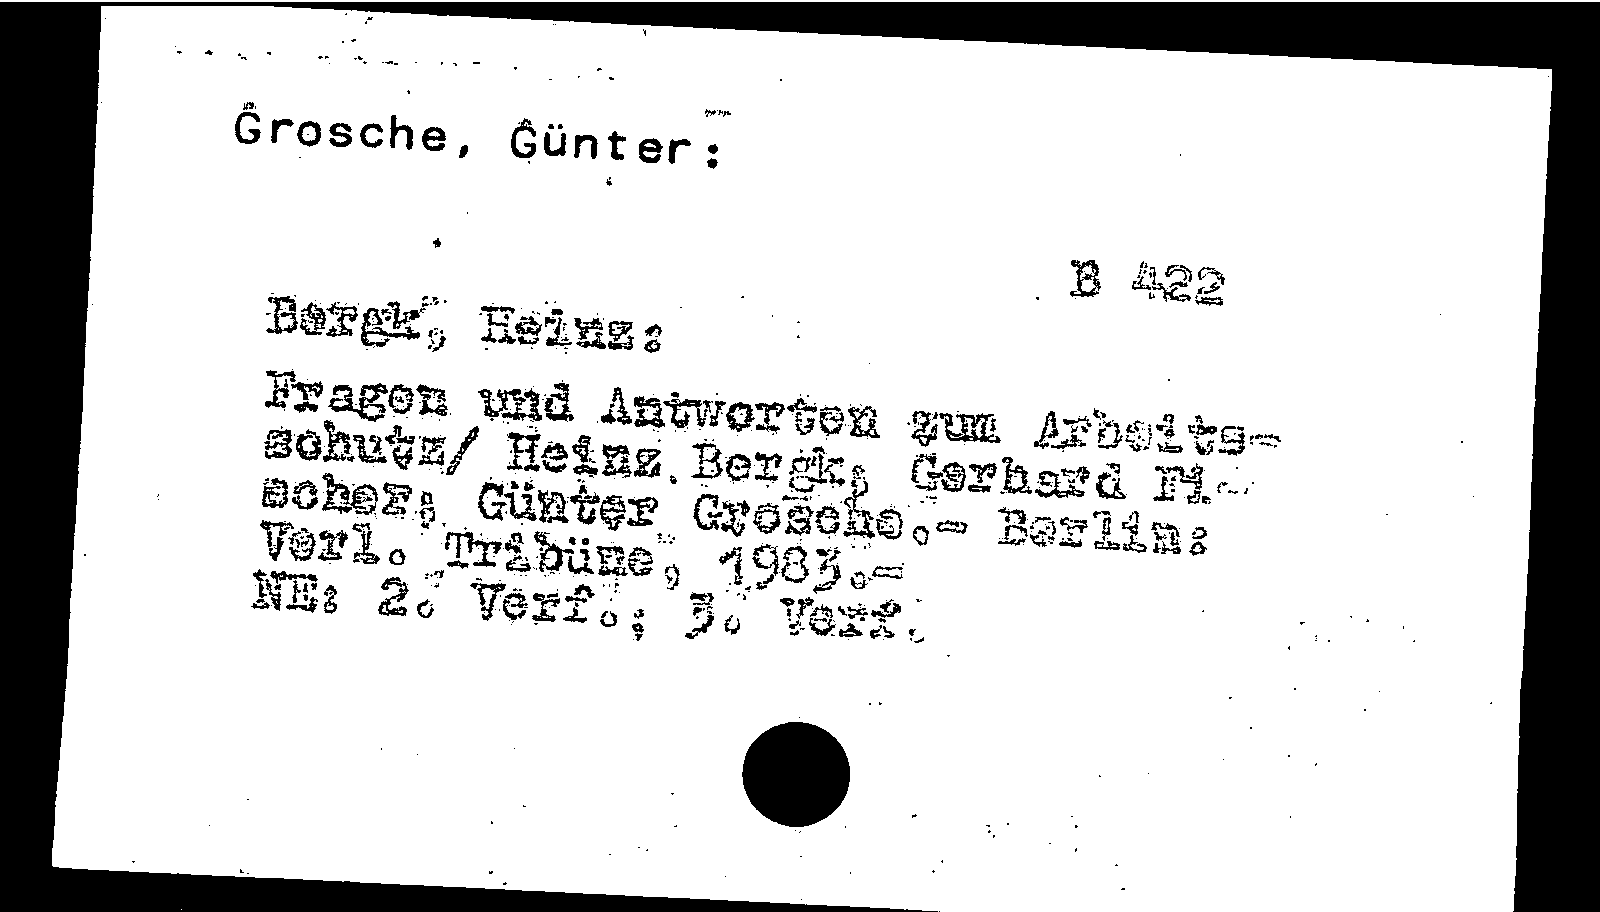 Grosche, Günter:
B 422
Bergk, Heinz:
Fragen und Antworten zum Arbeits-
schutz/ Heinz Bergk; Gerhard Fi-
scher; Günter Grosche.- Berlin:
Verl. Tribüne, 1983.-
NE: 2. Verf.; 3. Verf.